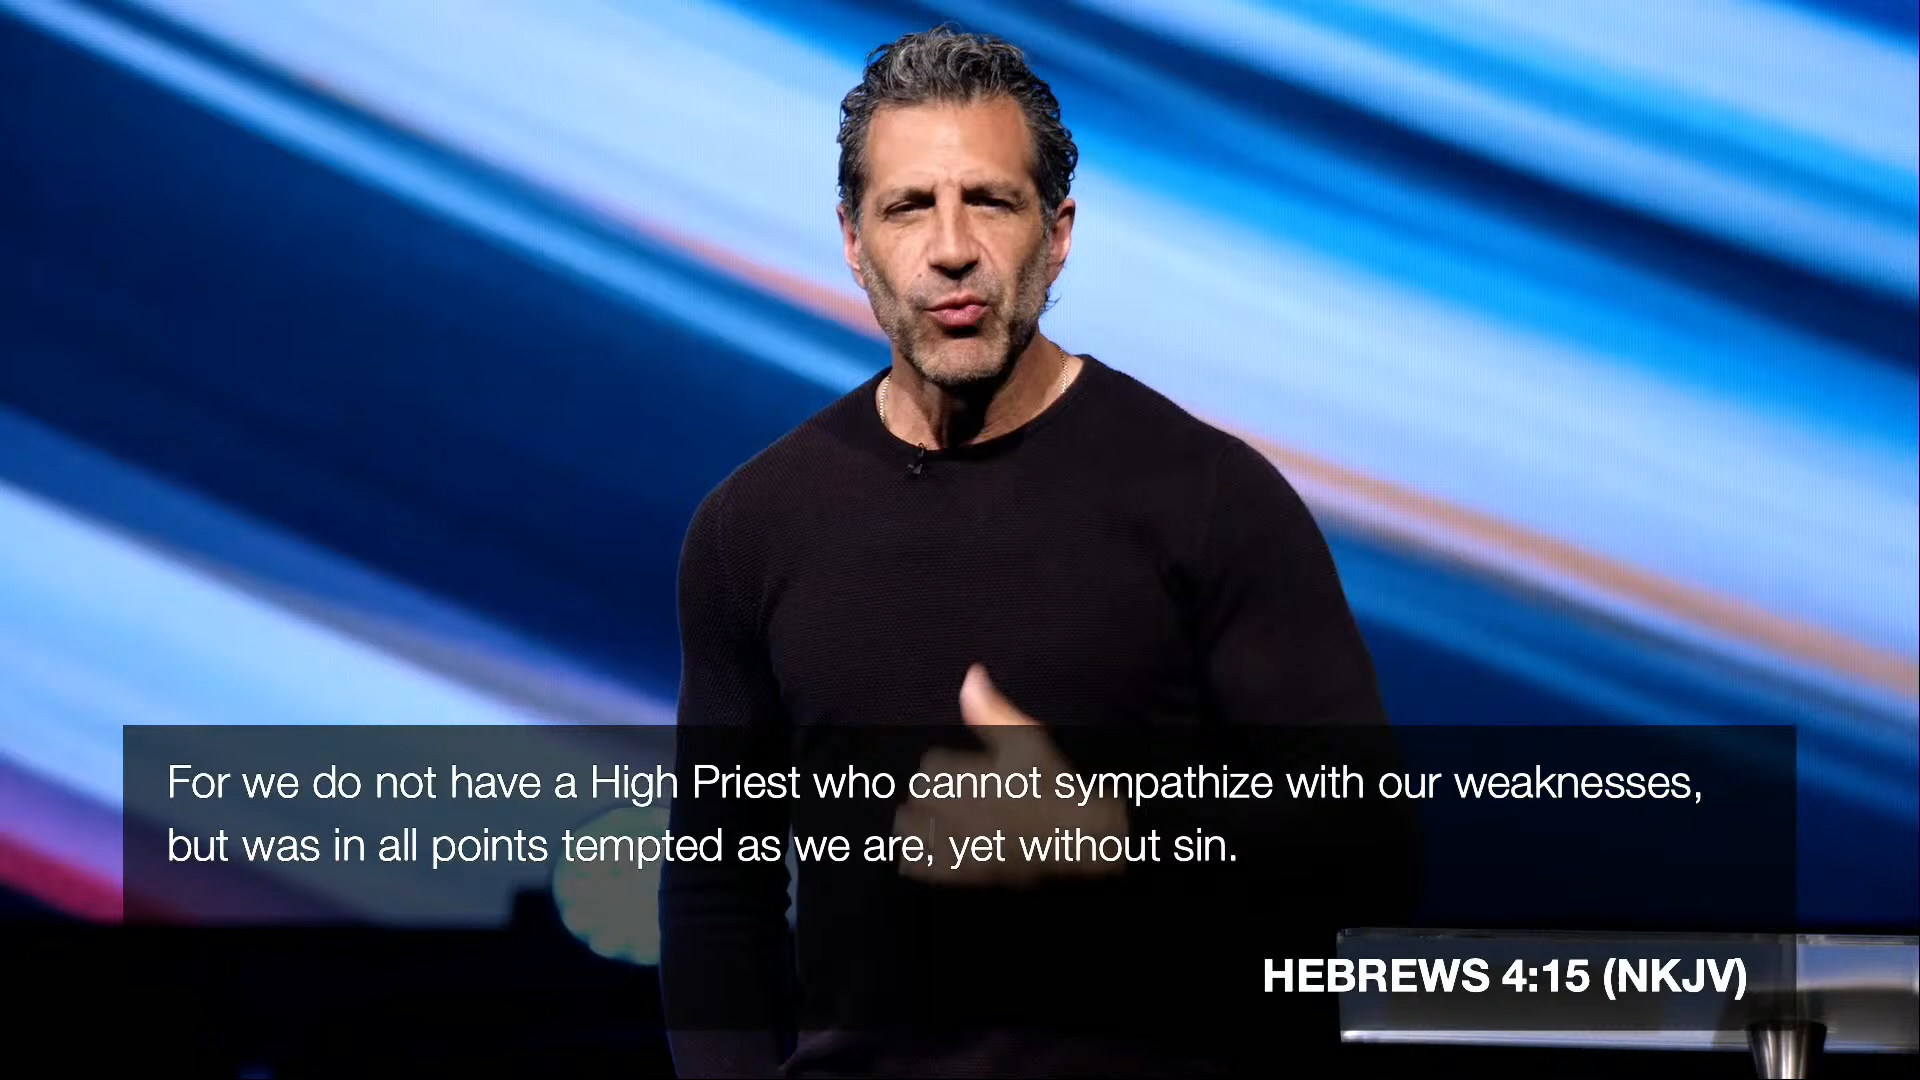 For we do not have a High Priest who cannot sympathize with our weaknesses,
but was in all points tempted as we are, yet without sin.
HEBREWS 4:15 (NKJV)